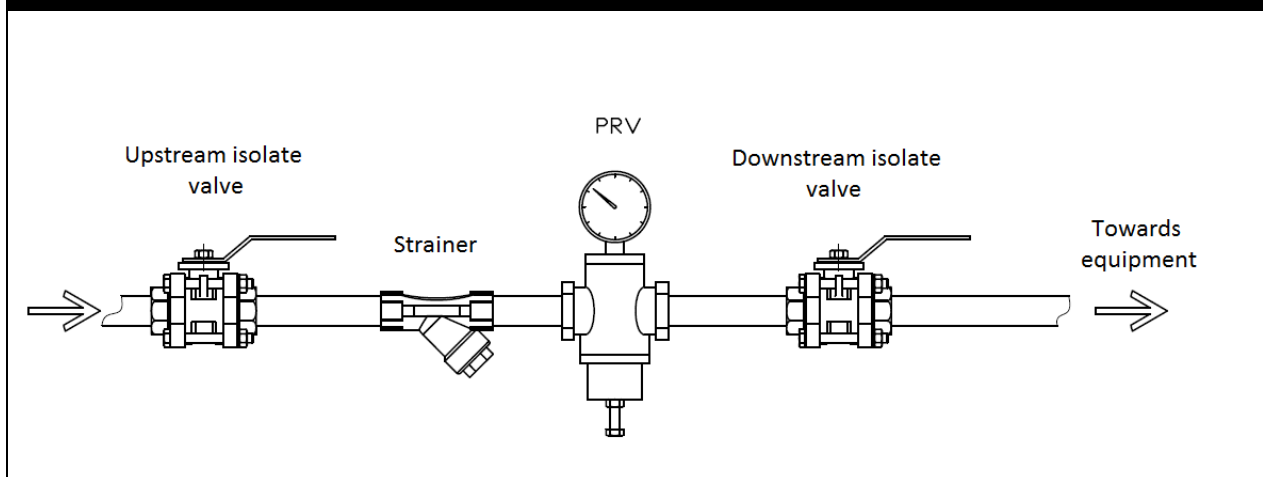 PRV
Upstream isolate
valve
Strainer
Downstream isolate
valve
Towards
equipment